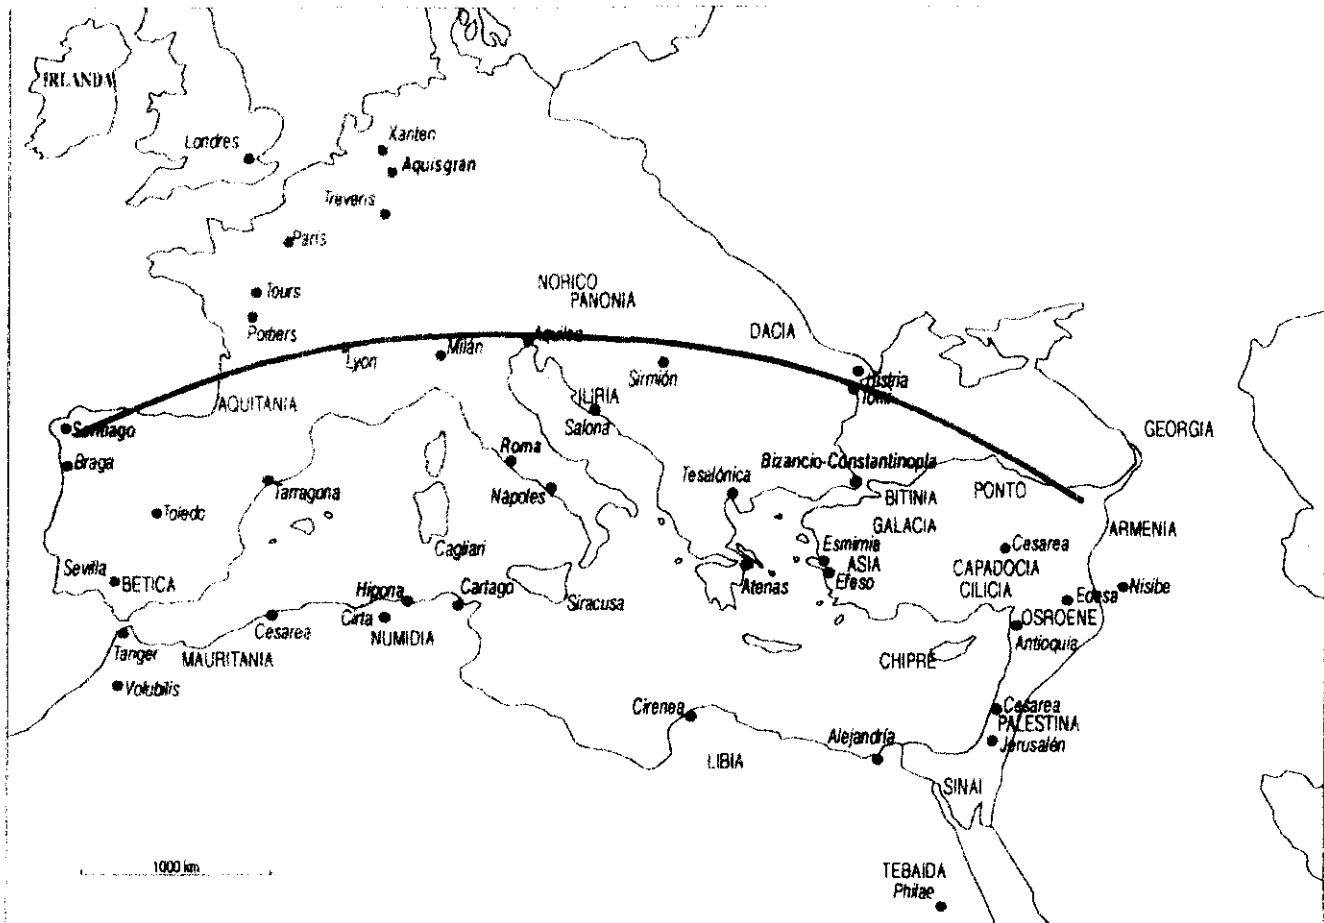 IRLANDA
Londres
Xanten
Aquisgran
Treveris
París
Tours
Poitiers
NORICO
PANONIA
DACIA
Aquilea
Lyon
Milán
Sirmión
Histria
Tomi
AQUITANIA
ILIRIA
Salona
Santiago
Braga
Roma
Nápoles
Tarragona
Toledo
Tesalónica
Bizancio-Constantinopla
BITINIA
PONTO
GEORGIA
GALACIA
ARMENIA
Cagliari
Esmirnia
ASIA
Efeso
Atenas
Cesarea
CAPADOCIA
CILICIA
Edesa
Nisibe
Sevilla
BETICA
Hipona
Cartago
Siracusa
Cesarea
Cirta
NUMIDIA
OSROENE
Antioquía
Tanger
MAURITANIA
CHIPRE
Volubilis
Cirenea
Cesarea
PALESTINA
Jerusalén
Alejandría
LIBIA
SINAI
1000 km
TEBAIDA
Philae